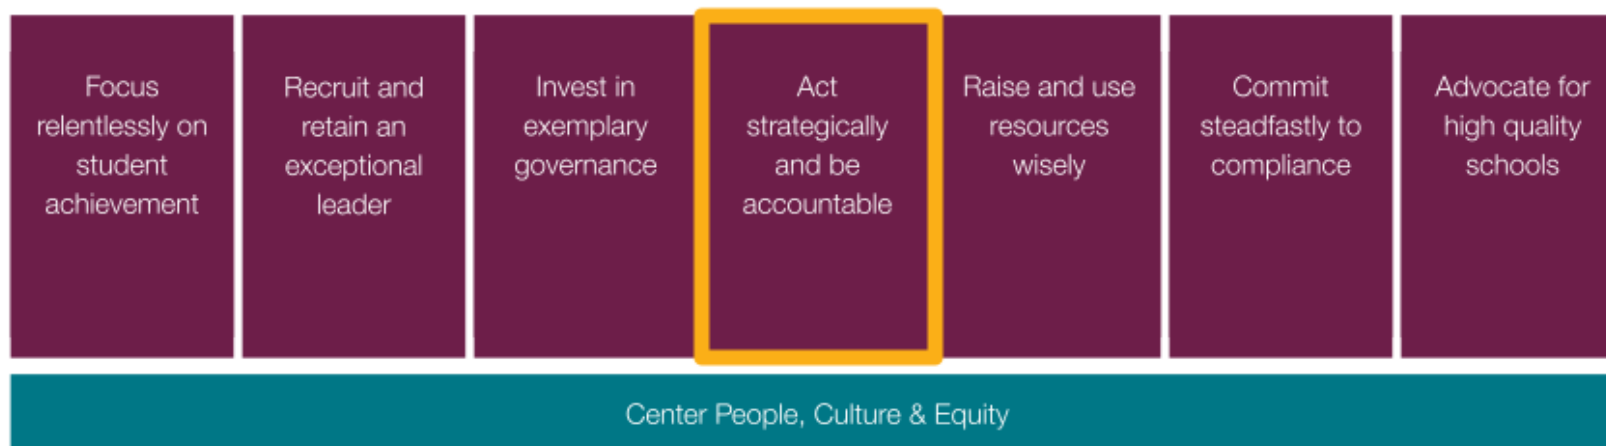 Focus
relentlessly on
student
achievement
Recruit and
retain an
exceptional
leader
Invest in
exemplary
governance
Act
strategically
and be
accountable
Raise and use
resources
wisely
Commit
steadfastly to
compliance
Advocate for
high quality
schools
Center People, Culture & Equity